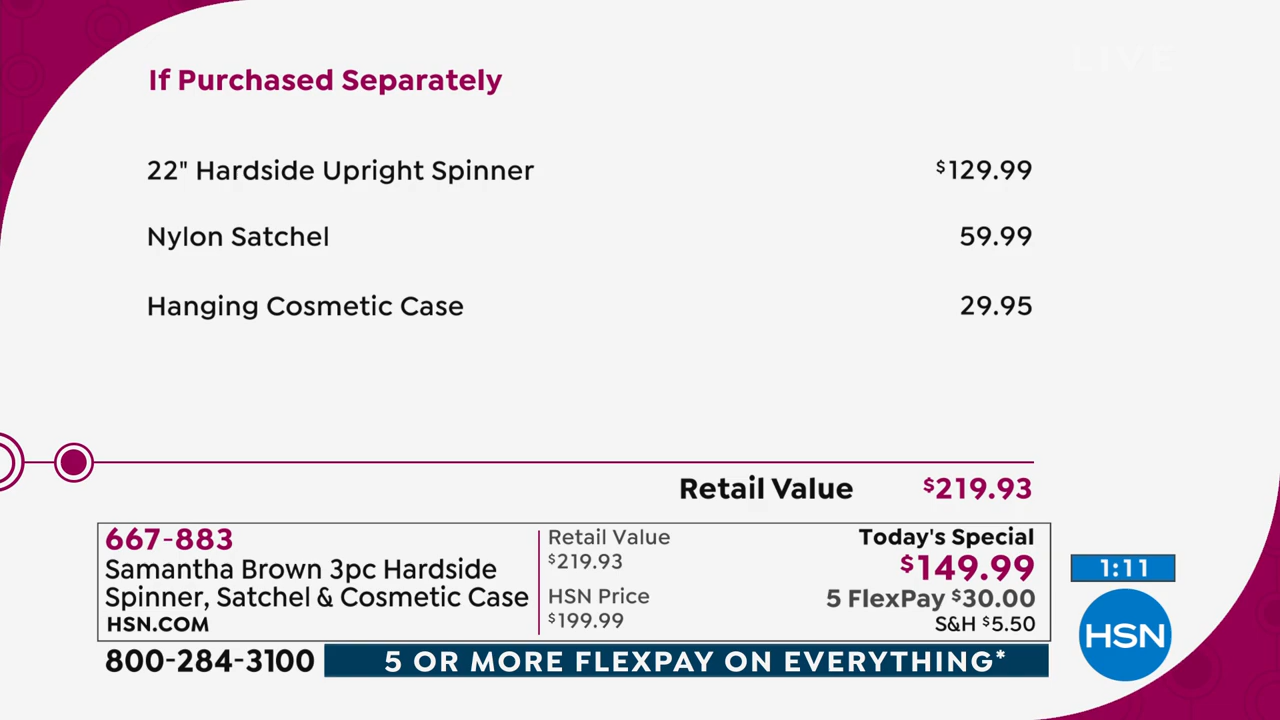 LIVE
If Purchased Separately
22" Hardside Upright Spinner $129.99
Nylon Satchel 59.99
Hanging Cosmetic Case 29.95
Retail Value $219.93
667-883
Samantha Brown 3pc Hardside
Spinner, Satchel & Cosmetic Case
HSN.COM
Retail Value
$219.93
HSN Price
$199.99
Today's Special
$149.99
5 FlexPay $30.00
S&H $5.50
1:11
HSN
800-284-3100 5 OR MORE FLEXPAY ON EVERYTHING*